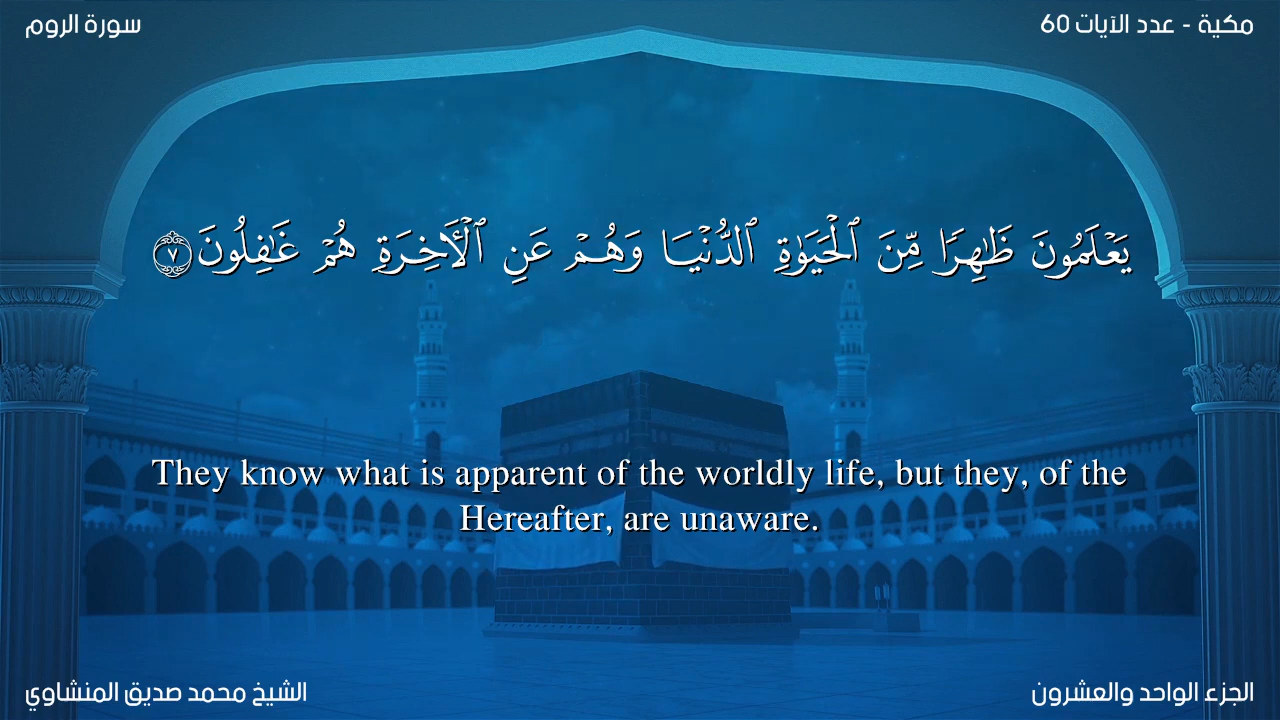 سورة الروم
مكية - عدد الآيات 60
يَعْلَمُونَ ظَٰهِرًا مِّنَ ٱلْحَيَوٰةِ ٱلدُّنْيَا وَهُمْ عَنِ ٱلْـَٔاخِرَةِ هُمْ غَٰفِلُونَ ٧
They know what is apparent of the worldly life, but they, of the
Hereafter, are unaware.
الشيخ محمد صديق المنشاوي
الجزء الواحد والعشرون